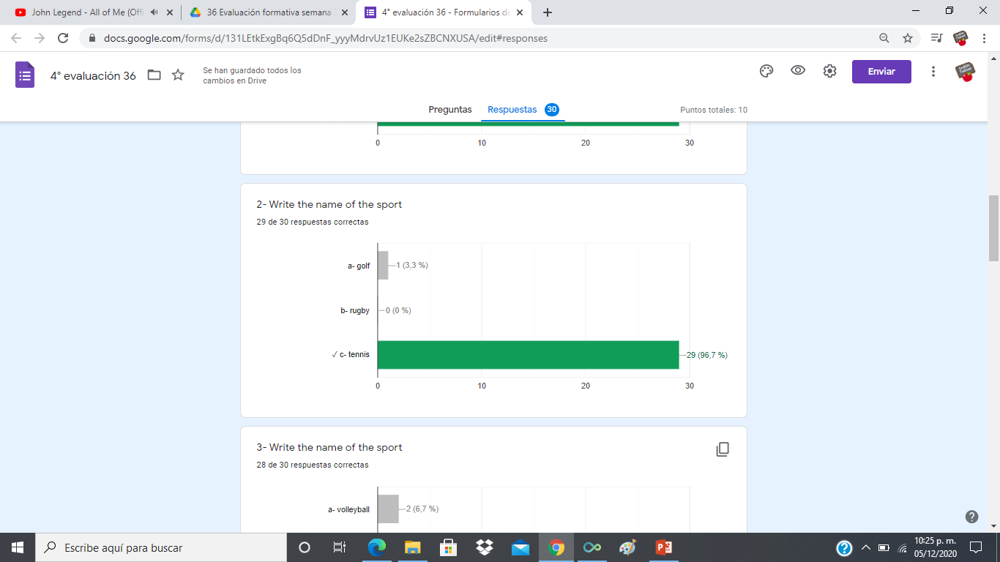 John Legend - All of Me (Offi
36 Evaluación formativa semana
4° evaluación 36 - Formularios de
docs.google.com/forms/d/131LEtkExgBq6Q5dDnF_yyyMdrvUz1EUKe2sZBCNXUSA/edit#responses
4° evaluación 36
Se han guardado todos los
cambios en Drive
Enviar
Preguntas
Respuestas 30
Puntos totales: 10
0 10 20 30
2- Write the name of the sport
29 de 30 respuestas correctas
a- golf 1 (3,3 %)
b- rugby 0 (0 %)
✓ c- tennis 29 (96,7 %)
0 10 20 30
3- Write the name of the sport
28 de 30 respuestas correctas
a- volleyball 2 (6,7 %)
Escribe aquí para buscar
10:25 p. m.
05/12/2020